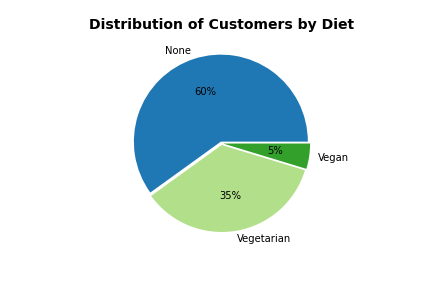 Distribution of Customers by Diet
None
60%
5%
Vegan
35%
Vegetarian